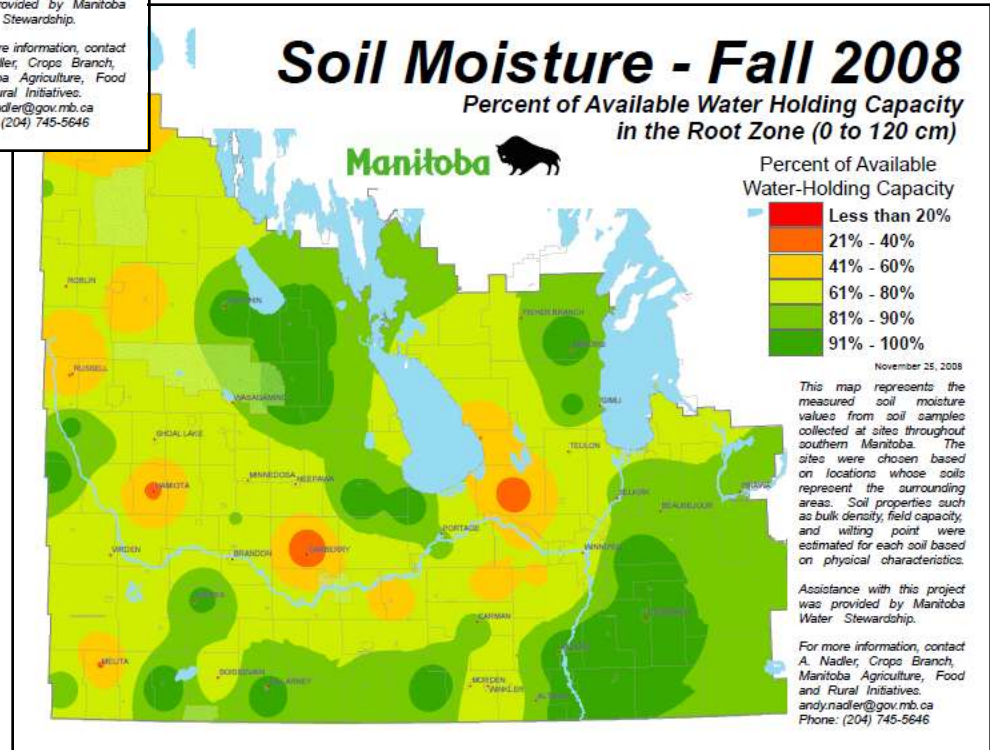 rovided by Manitoba
Stewardship.
re information, contact
ller, Crops Branch,
ba Agriculture, Food
ural Initiatives.
adler@gov.mb.ca
(204) 745-5646
Soil Moisture - Fall 2008
Percent of Available Water Holding Capacity
in the Root Zone (0 to 120 cm)
Manitoba
Percent of Available
Water-Holding Capacity
Less than 20%
21% - 40%
41% - 60%
61% - 80%
81% - 90%
91% - 100%
November 25, 2008
This map represents the
measured soil moisture
values from soil samples
collected at sites throughout
southern Manitoba. The
sites were chosen based
on locations whose soils
represent the surrounding
areas. Soil properties such
as bulk density, field capacity,
and wilting point were
estimated for each soil based
on physical characteristics.
Assistance with this project
was provided by Manitoba
Water Stewardship.
For more information, contact
A. Nadler, Crops Branch,
Manitoba Agriculture, Food
and Rural Initiatives.
andy.nadler@gov.mb.ca
Phone: (204) 745-5646
ROBLIN
FISHER BRANCH
RUSSELL
WASAGAMING
GIMLI
SHOAL LAKE
TEULON
MINNEDOSA
NEEPAWA
HAMIOTA
SELKIRK
BEAUSEJOUR
PORTAGE
VIRDEN
BRANDON
CARBERRY
WINNIPEG
CARMAN
MELITA
BOISSEVAIN
KILLARNEY
MORDEN
WINKLER
ALTONA